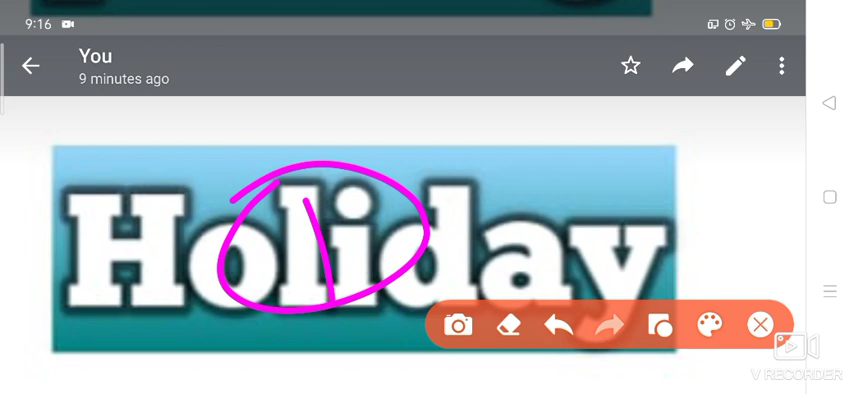 9:16
You
9 minutes ago
Holiday
V RECORDER